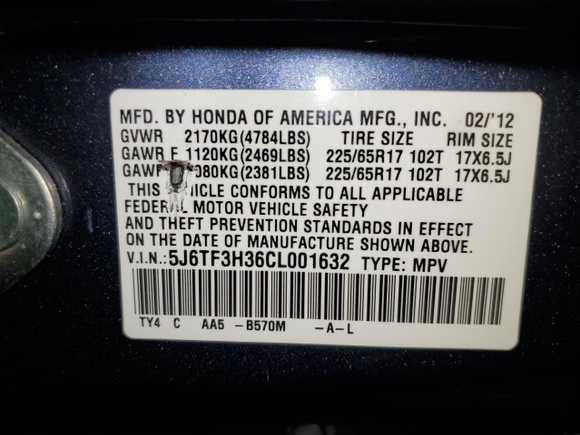 MFD. BY HONDA OF AMERICA MFG., INC. 02/'12
GVWR 2170KG(4784LBS) TIRE SIZE RIM SIZE
GAWR F 1120KG(2469LBS) 225/65R17 102T 17X6.5J
080KG(2381LBS) 225/65R17 102T 17X6.5J
THIS CONFORMS TO ALL APPLICABLE
FEDERAL MOTOR VEHICLE SAFETY
AND THEFT PREVENTION STANDARDS IN EFFECT
ON THE DATE OF MANUFACTURE SHOWN ABOVE.
V.I.N.:5J6TF3H36CL001632 TYPE: MPV
TY4 C AA5 -B570M -A-L